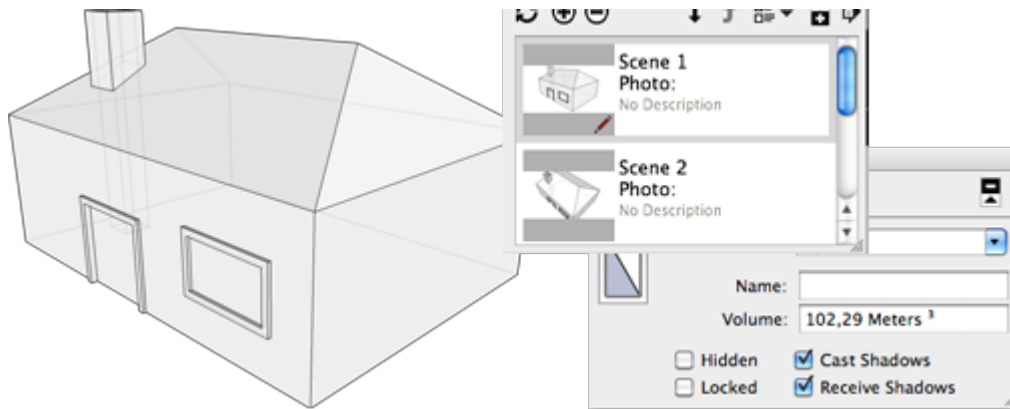 Scene 1
Photo:
No Description
Scene 2
Photo:
No Description
Name:
Volume: 102,29 Meters ³
Hidden Cast Shadows
Locked Receive Shadows